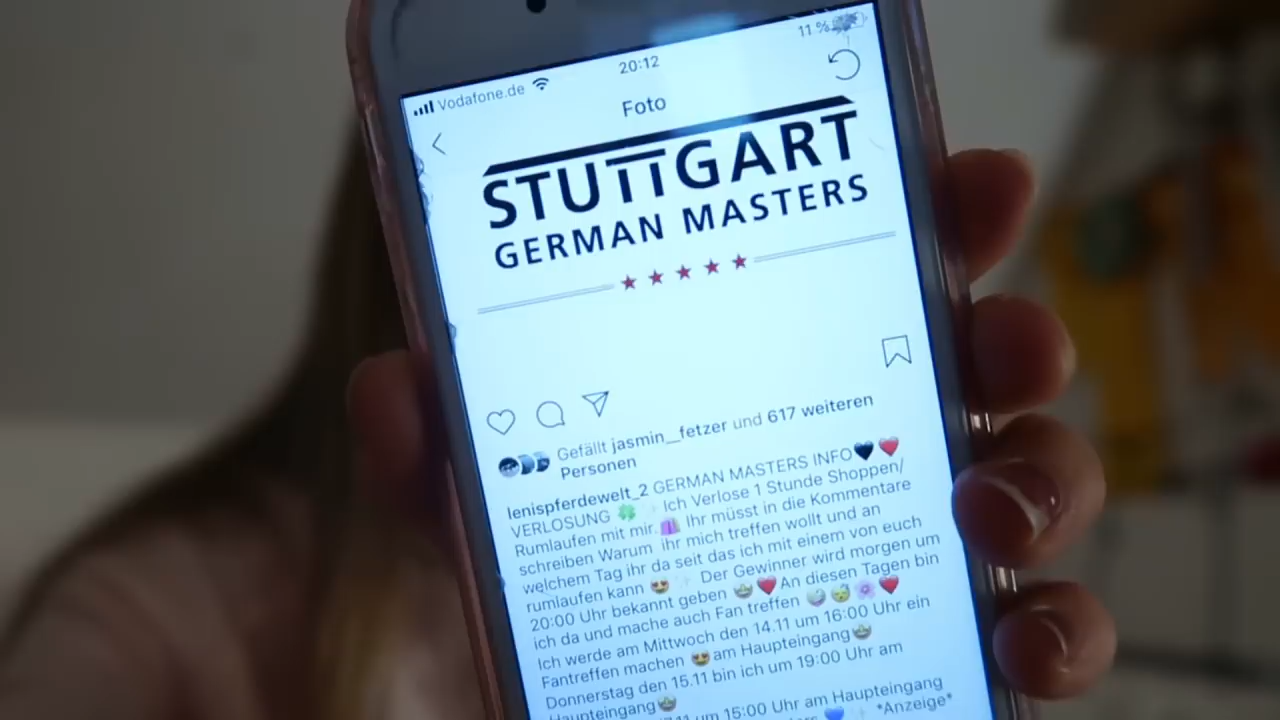 Vodafone.de
20:12
11 %
Foto
STUTTGART
GERMAN MASTERS
Gefällt jasmin__fetzer und 617 weiteren
Personen
lenispferdewelt_2 GERMAN MASTERS INFO🖤❤️
VERLOSUNG 🍀✨Ich Verlose 1 Stunde Shoppen/
Rumlaufen mit mir.🛍️ Ihr müsst in die Kommentare
schreiben Warum ihr mich treffen wollt und an
welchem Tag ihr da seit das ich mit einem von euch
rumlaufen kann 😍✨ Der Gewinner wird morgen um
20:00 Uhr bekannt geben 🤩❤️An diesen Tagen bin
ich da und mache auch Fan treffen 🤪😴🌸❤️
Ich werde am Mittwoch den 14.11 um 16:00 Uhr ein
Fantreffen machen 😍am Haupteingang🤩
Donnerstag den 15.11 bin ich um 19:00 Uhr am
Haupteingang🤩
um 15:00 Uhr am Haupteingang
💙✨ *Anzeige*